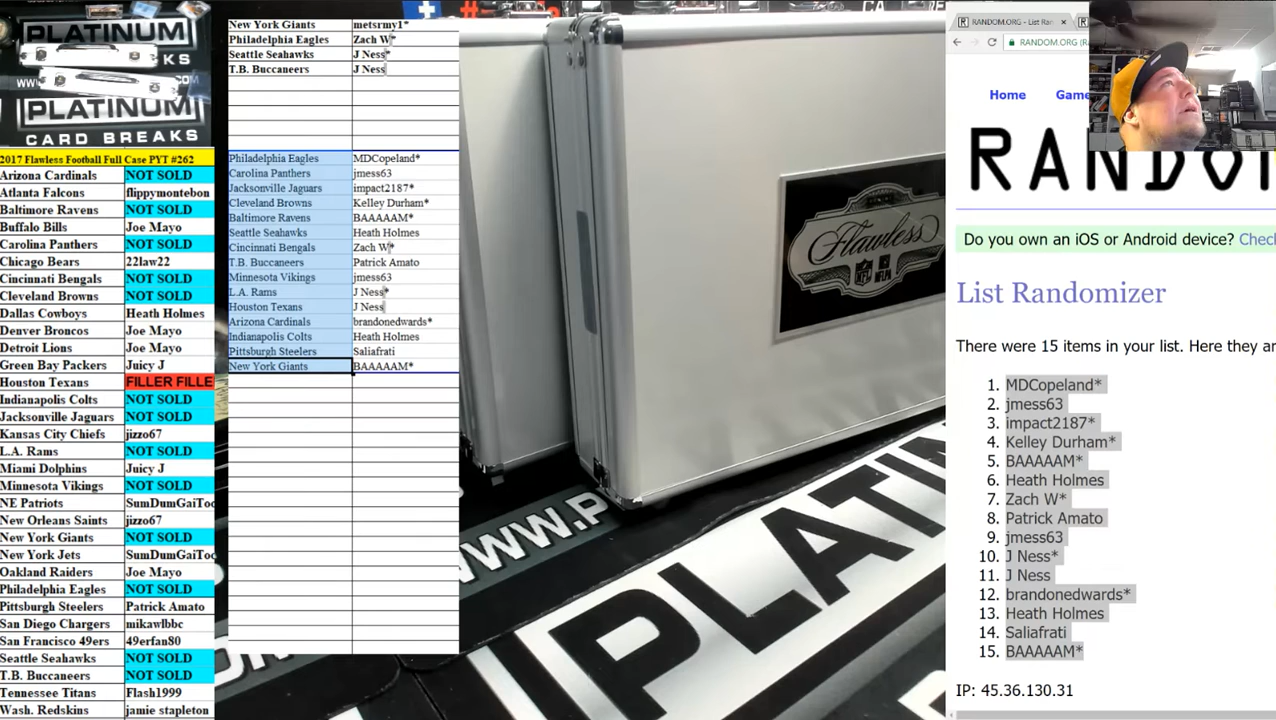 PLATINUM
KS
WWW.
.COM
PLATINUM
CARD BREAKS
2017 Flawless Football Full Case PYT #262
Arizona Cardinals NOT SOLD
Atlanta Falcons flippymontebon
Baltimore Ravens NOT SOLD
Buffalo Bills Joe Mayo
Carolina Panthers NOT SOLD
Chicago Bears 22law22
Cincinnati Bengals NOT SOLD
Cleveland Browns NOT SOLD
Dallas Cowboys Heath Holmes
Denver Broncos Joe Mayo
Detroit Lions Joe Mayo
Green Bay Packers Juicy J
Houston Texans FILLER FILLE
Indianapolis Colts NOT SOLD
Jacksonville Jaguars NOT SOLD
Kansas City Chiefs jizzo67
L.A. Rams NOT SOLD
Miami Dolphins Juicy J
Minnesota Vikings NOT SOLD
NE Patriots SumDumGaiToo
New Orleans Saints jizzo67
New York Giants NOT SOLD
New York Jets SumDumGaiToo
Oakland Raiders Joe Mayo
Philadelphia Eagles NOT SOLD
Pittsburgh Steelers Patrick Amato
San Diego Chargers mikawlbbc
San Francisco 49ers 49erfan80
Seattle Seahawks NOT SOLD
T.B. Buccaneers NOT SOLD
Tennessee Titans Flash1999
Wash. Redskins jamie stapleton
New York Giants metsrmy1*
Philadelphia Eagles Zach W*
Seattle Seahawks J Ness*
T.B. Buccaneers J Ness
Philadelphia Eagles MDCopeland*
Carolina Panthers jmess63
Jacksonville Jaguars impact2187*
Cleveland Browns Kelley Durham*
Baltimore Ravens BAAAAAM*
Seattle Seahawks Heath Holmes
Cincinnati Bengals Zach W*
T.B. Buccaneers Patrick Amato
Minnesota Vikings jmess63
L.A. Rams J Ness*
Houston Texans J Ness
Arizona Cardinals brandonedwards*
Indianapolis Colts Heath Holmes
Pittsburgh Steelers Saliafrati
New York Giants BAAAAAM*
Flawless
NFL
NFLPA
WWW.P
PLATIN
RANDOM.ORG - List Ran
RANDOM.ORG (R
Home Game
RANDOM
Do you own an iOS or Android device? Check
List Randomizer
There were 15 items in your list. Here they ar
1. MDCopeland*
2. jmess63
3. impact2187*
4. Kelley Durham*
5. BAAAAAM*
6. Heath Holmes
7. Zach W*
8. Patrick Amato
9. jmess63
10. J Ness*
11. J Ness
12. brandonedwards*
13. Heath Holmes
14. Saliafrati
15. BAAAAAM*
IP: 45.36.130.31